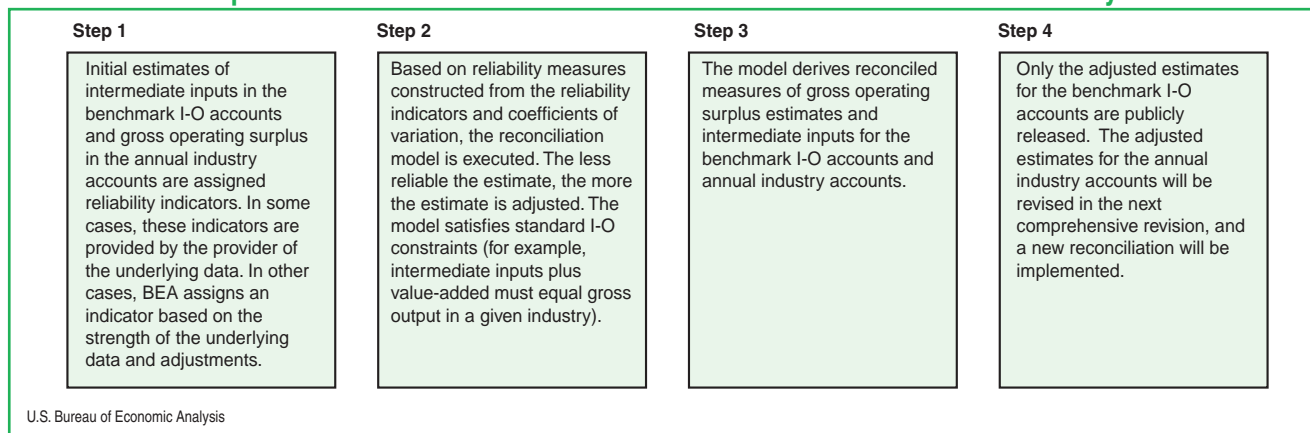 Step 1
Initial estimates of
intermediate inputs in the
benchmark I-O accounts
and gross operating surplus
in the annual industry
accounts are assigned
reliability indicators. In some
cases, these indicators are
provided by the provider of
the underlying data. In other
cases, BEA assigns an
indicator based on the
strength of the underlying
data and adjustments.
Step 2
Based on reliability measures
constructed from the reliability
indicators and coefficients of
variation, the reconciliation
model is executed. The less
reliable the estimate, the more
the estimate is adjusted. The
model satisfies standard I-O
constraints (for example,
intermediate inputs plus
value-added must equal gross
output in a given industry).
Step 3
The model derives reconciled
measures of gross operating
surplus estimates and
intermediate inputs for the
benchmark I-O accounts and
annual industry accounts.
Step 4
Only the adjusted estimates
for the benchmark I-O
accounts are publicly
released. The adjusted
estimates for the annual
industry accounts will be
revised in the next
comprehensive revision, and
a new reconciliation will be
implemented.
U.S. Bureau of Economic Analysis